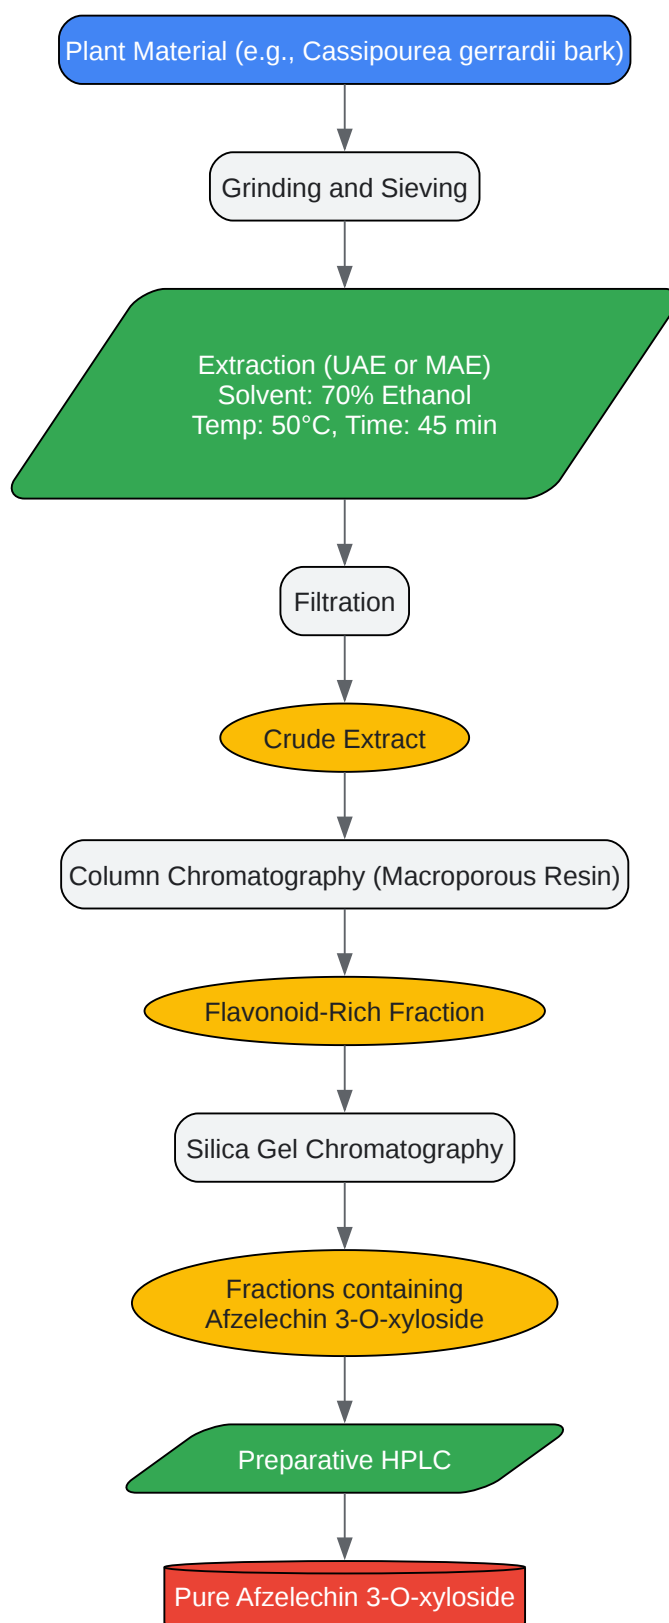 Plant Material (e.g., Cassipourea gerrardii bark)
Grinding and Sieving
Extraction (UAE or MAE)
Solvent: 70% Ethanol
Temp: 50°C, Time: 45 min
Filtration
Crude Extract
Column Chromatography (Macroporous Resin)
Flavonoid-Rich Fraction
Silica Gel Chromatography
Fractions containing
Afzelechin 3-O-xyloside
Preparative HPLC
Pure Afzelechin 3-O-xyloside